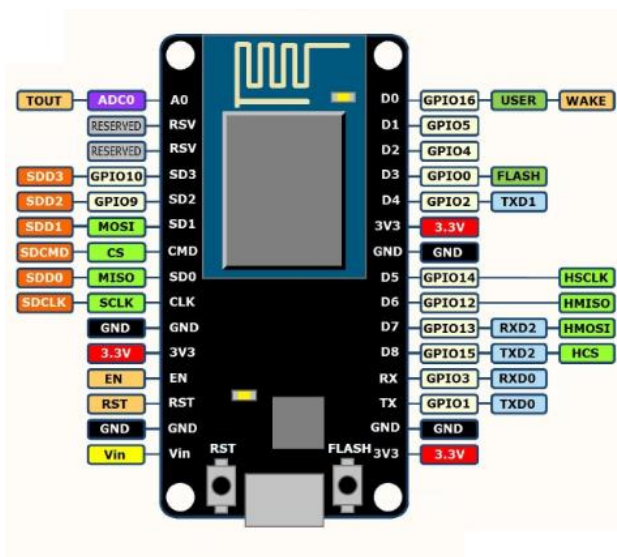 TOUT ADC0 A0 D0 GPIO16 USER WAKE
RESERVED RSV D1 GPIO5
RESERVED RSV D2 GPIO4
SDD3 GPIO10 SD3 D3 GPIO0 FLASH
SDD2 GPIO9 SD2 D4 GPIO2 TXD1
SDD1 MOSI SD1 3V3 3.3V
SDCMD CS CMD GND GND
SDD0 MISO SD0 D5 GPIO14 HSCLK
SDCLK SCLK CLK D6 GPIO12 HMISO
GND GND D7 GPIO13 RXD2 HMOSI
3.3V 3V3 D8 GPIO15 TXD2 HCS
EN EN RX GPIO3 RXD0
RST RST TX GPIO1 TXD0
GND GND GND GND
Vin Vin RST FLASH 3V3 3.3V